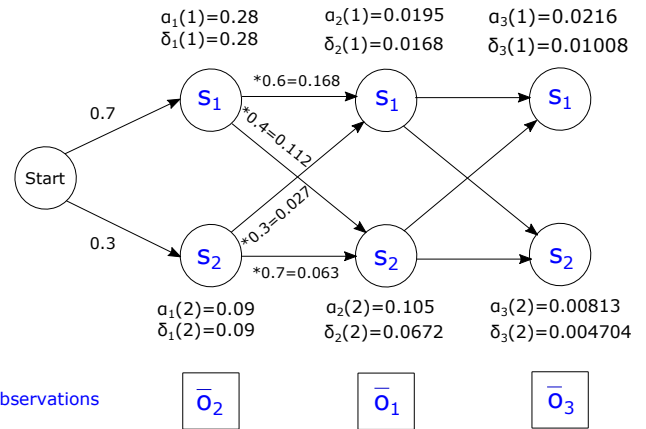 α₁(1)=0.28
δ₁(1)=0.28
α₂(1)=0.0195
δ₂(1)=0.0168
α₃(1)=0.0216
δ₃(1)=0.01008
0.7
S₁
*0.6=0.168
S₁
S₁
*0.4=0.112
Start
*0.3=0.027
0.3
S₂
*0.7=0.063
S₂
S₂
α₁(2)=0.09
δ₁(2)=0.09
α₂(2)=0.105
δ₂(2)=0.0672
α₃(2)=0.00813
δ₃(2)=0.004704
bservations
o̅₂
o̅₁
o̅₃